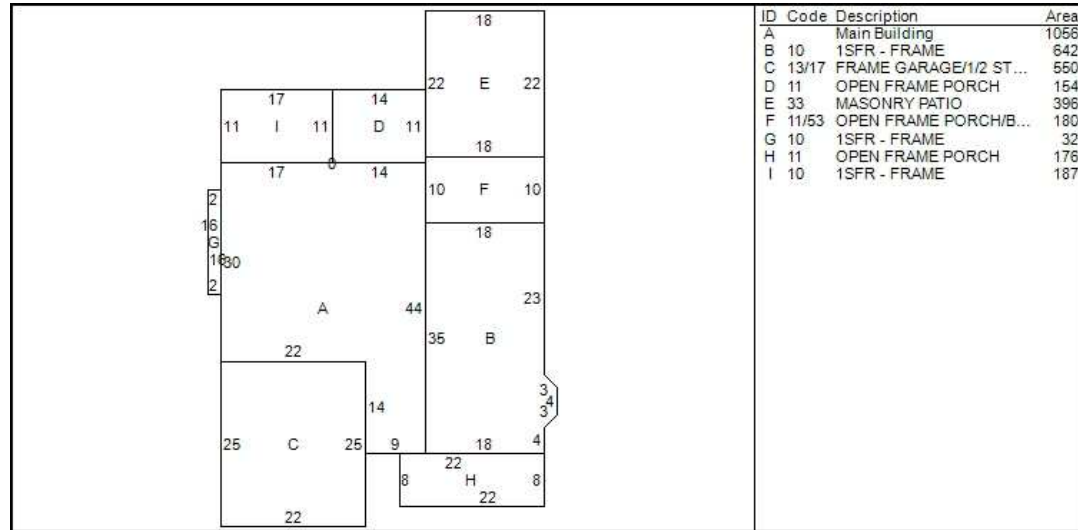 18
22 E 22
17 14
11 I 11 D 11
18
0
17 14
10 F 10
2
16
18
G
16 30
2
23
A 44
35 B
22
3
4
3
14
25 C 25 9 18 4
22
8 H 8
22
22
ID Code Description Area
A Main Building 1056
B 10 1SFR - FRAME 642
C 13/17 FRAME GARAGE/1/2 ST... 550
D 11 OPEN FRAME PORCH 154
E 33 MASONRY PATIO 396
F 11/53 OPEN FRAME PORCH/B... 180
G 10 1SFR - FRAME 32
H 11 OPEN FRAME PORCH 176
I 10 1SFR - FRAME 187